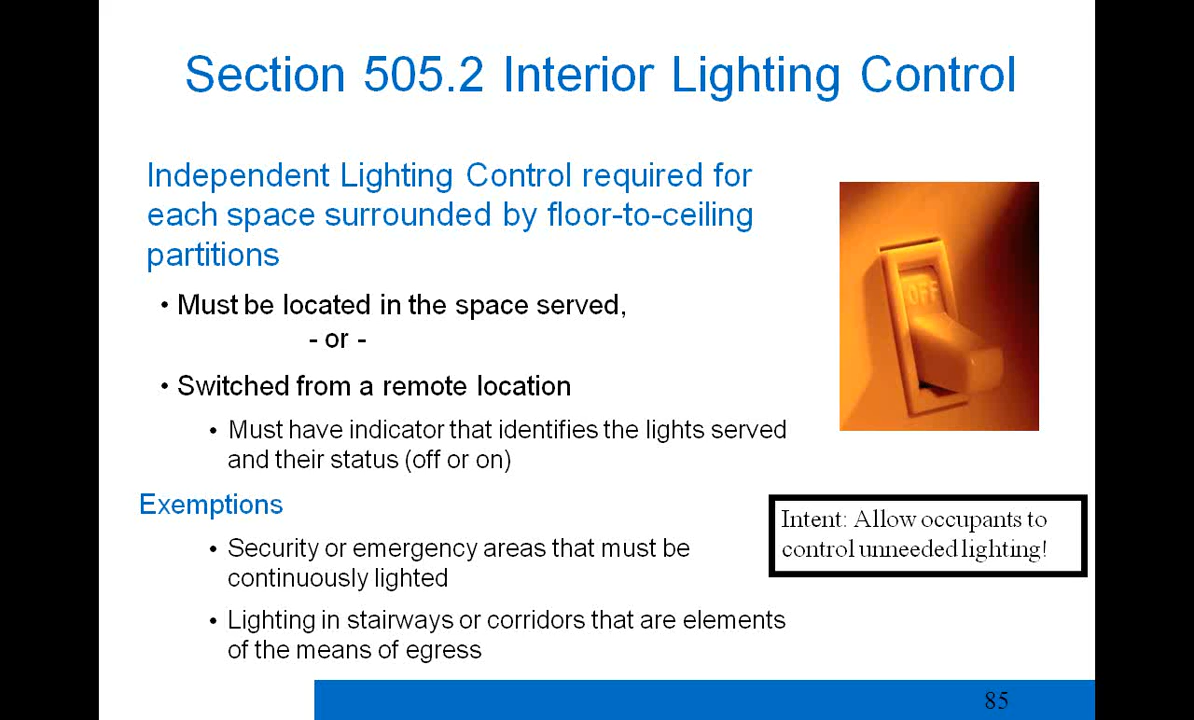 Section 505.2 Interior Lighting Control
Independent Lighting Control required for
each space surrounded by floor-to-ceiling
partitions
• Must be located in the space served,
- or -
• Switched from a remote location
• Must have indicator that identifies the lights served
and their status (off or on)
Exemptions
• Security or emergency areas that must be
continuously lighted
• Lighting in stairways or corridors that are elements
of the means of egress
OFF
Intent: Allow occupants to
control unneeded lighting!
85